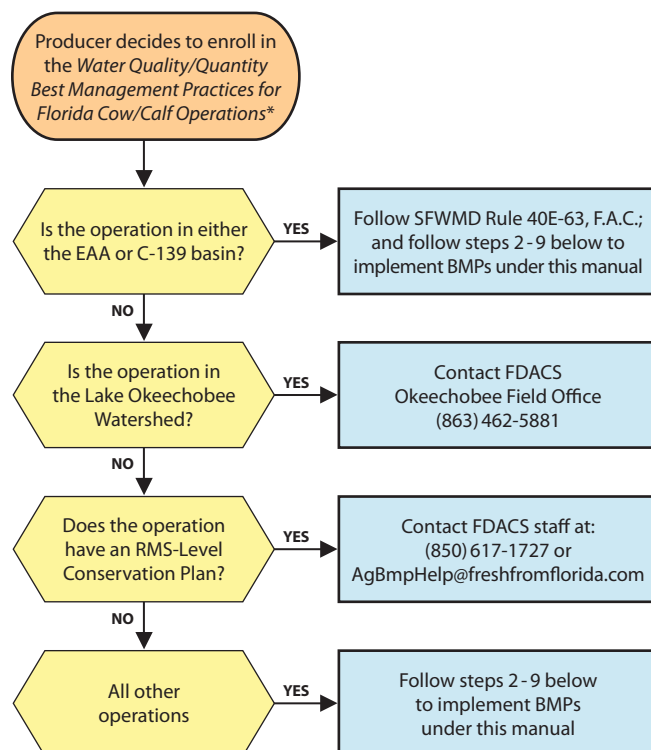 Producer decides to enroll in
the Water Quality/Quantity
Best Management Practices for
Florida Cow/Calf Operations*
Is the operation in either
the EAA or C-139 basin?
YES
Follow SFWMD Rule 40E-63, F.A.C.;
and follow steps 2-9 below to
implement BMPs under this manual
NO
Is the operation in
the Lake Okeechobee
Watershed?
YES
Contact FDACS
Okeechobee Field Office
(863) 462-5881
NO
Does the operation
have an RMS-Level
Conservation Plan?
YES
Contact FDACS staff at:
(850) 617-1727 or
AgBmpHelp@freshfromflorida.com
NO
All other
operations
YES
Follow steps 2-9 below
to implement BMPs
under this manual